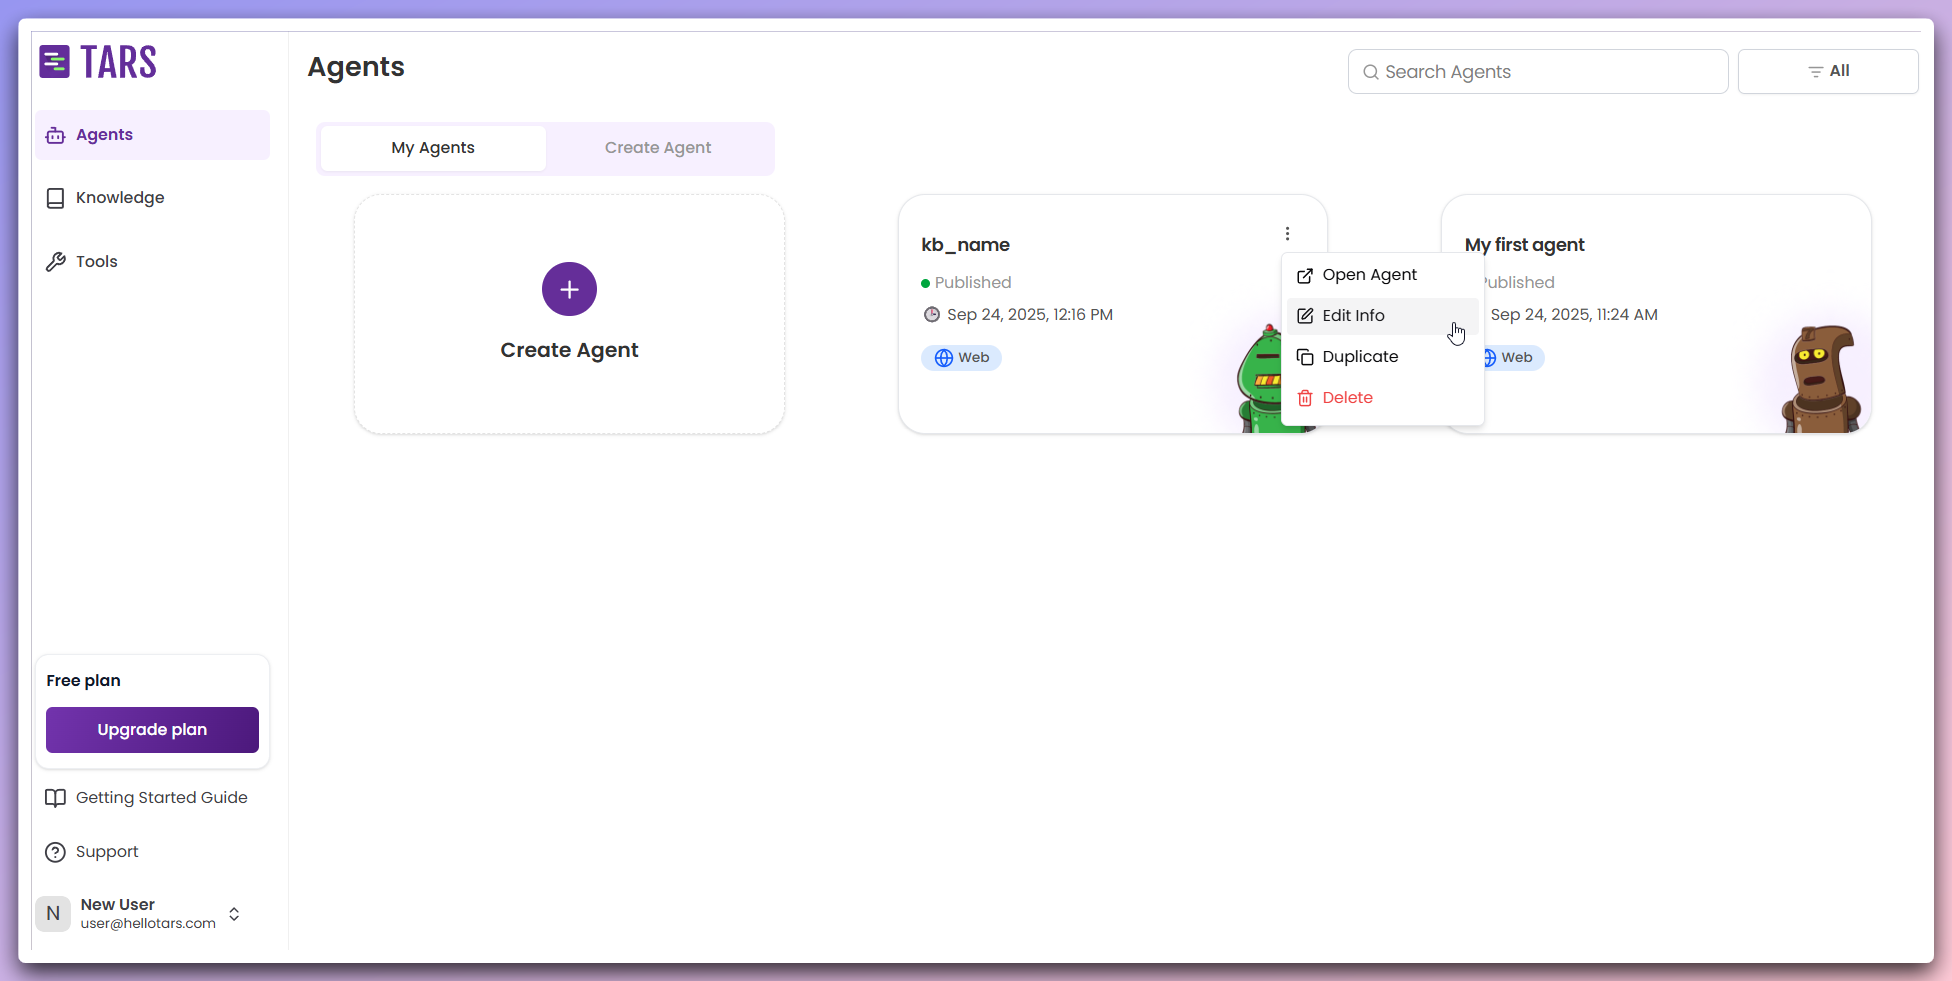 TARS
Agents
Knowledge
Tools
Free plan
Upgrade plan
Getting Started Guide
Support
N
New User
user@hellotars.com
Agents
Search Agents
All
My Agents
Create Agent
Create Agent
kb_name
Published
Sep 24, 2025, 12:16 PM
Web
Open Agent
Edit Info
Duplicate
Delete
My first agent
ublished
Sep 24, 2025, 11:24 AM
Web